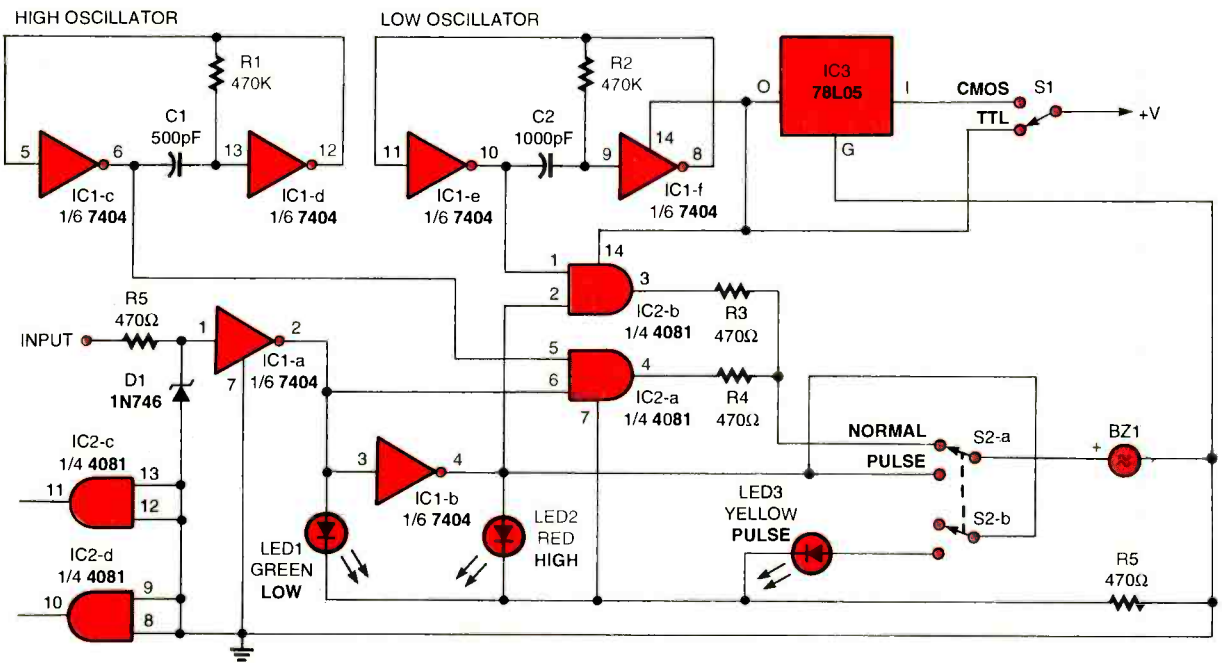 HIGH OSCILLATOR
LOW OSCILLATOR
R1
470K
C1
500pF
5
6
13
12
IC1-c
1/6 7404
IC1-d
1/6 7404
R2
470K
C2
1000pF
11
10
9
14
8
IC1-e
1/6 7404
IC1-f
1/6 7404
IC3
78L05
O
I
G
CMOS
TTL
S1
+V
14
1
2
3
IC2-b
1/4 4081
R3
470Ω
5
6
4
7
IC2-a
1/4 4081
R4
470Ω
INPUT
R5
470Ω
1
2
7
IC1-a
1/6 7404
D1
1N746
IC2-c
1/4 4081
11
13
12
IC2-d
1/4 4081
10
9
8
3
4
IC1-b
1/6 7404
LED1
GREEN
LOW
LED2
RED
HIGH
NORMAL
PULSE
S2-a
S2-b
+
BZ1
LED3
YELLOW
PULSE
R5
470Ω